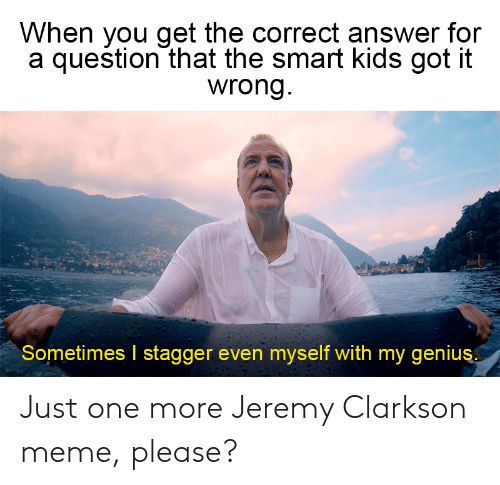 When you get the correct answer for
a question that the smart kids got it
wrong.
Sometimes I stagger even myself with my genius.
Just one more Jeremy Clarkson
meme, please?